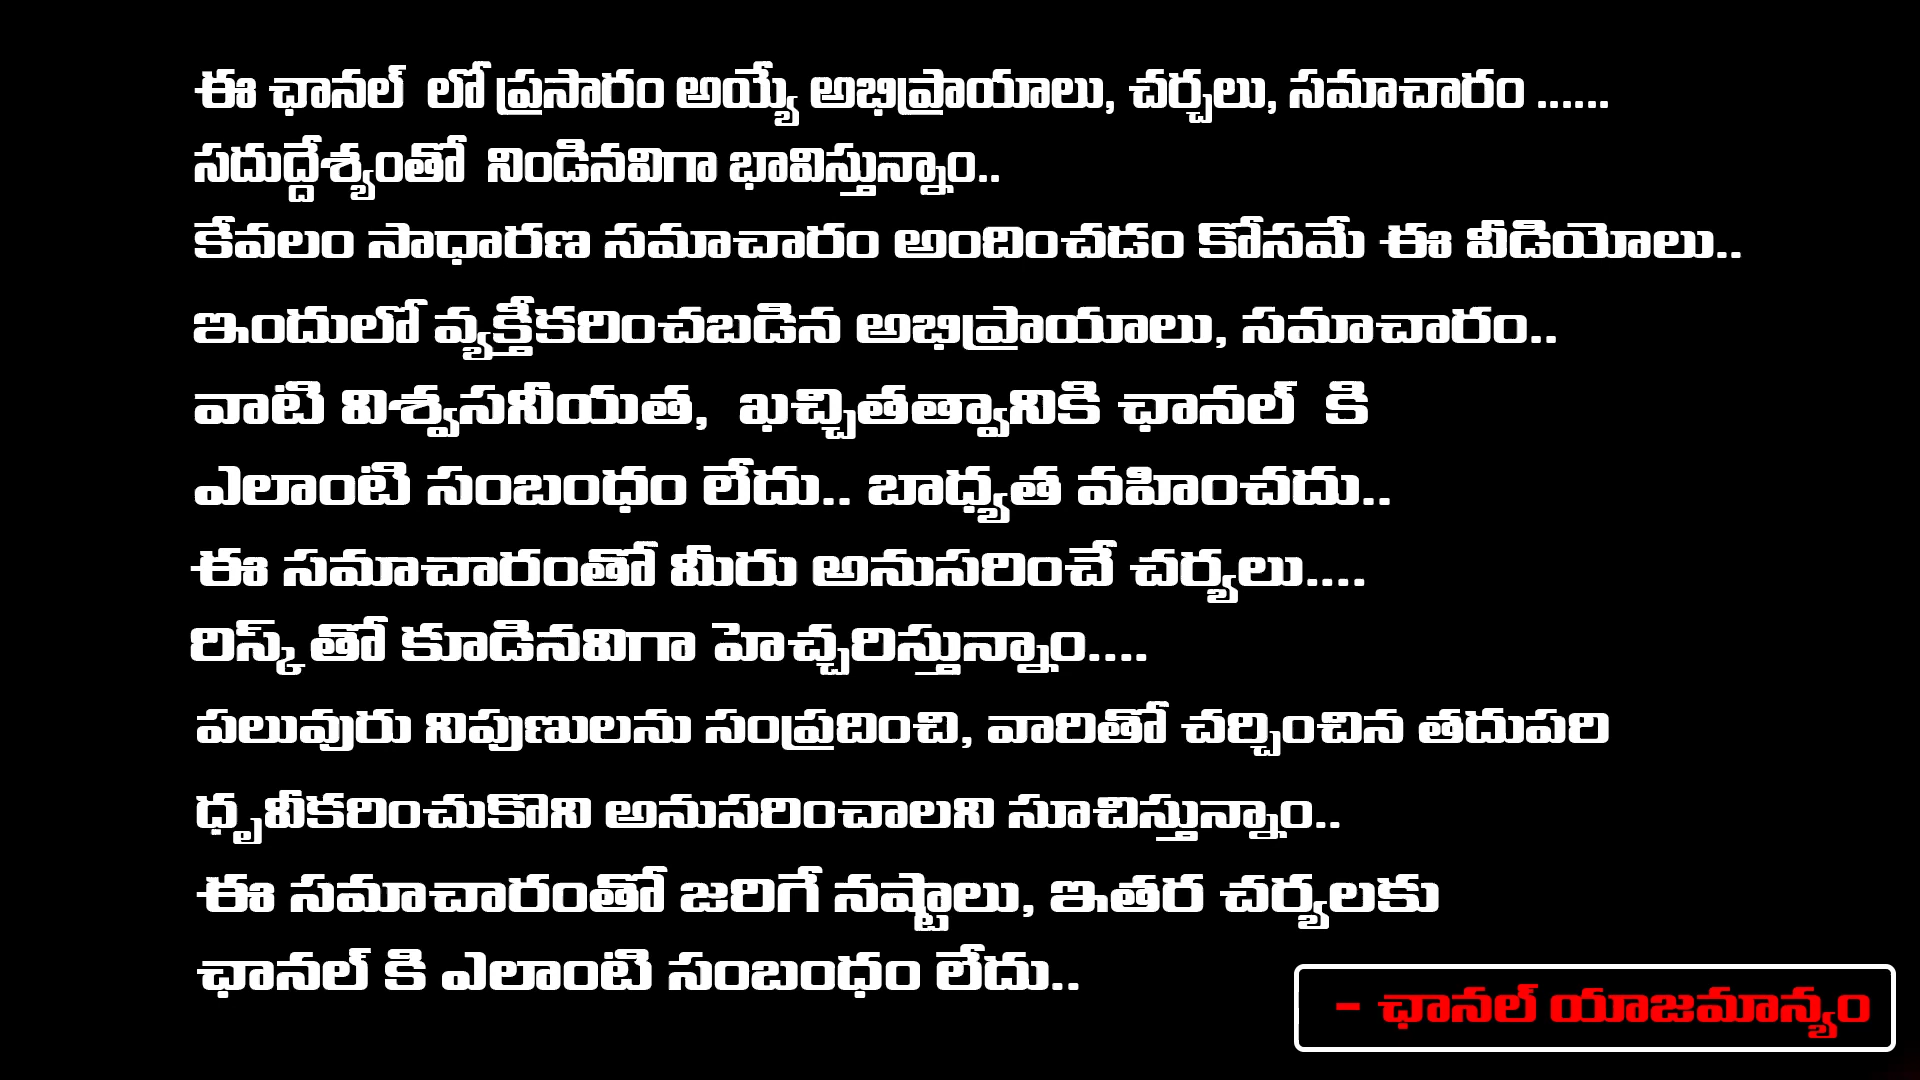 ఈ ఛానల్ లో ప్రసారం అయ్యే అభిప్రాయాలు, చర్చలు, సమాచారం ......
సదుద్దేశ్యంతో నిండినవిగా భావిస్తున్నాం..
కేవలం సాధారణ సమాచారం అందించడం కోసమే ఈ వీడియోలు..
ఇందులో వ్యక్తీకరించబడిన అభిప్రాయాలు, సమాచారం..
వాటి విశ్వసనీయత, ఖచ్చితత్వానికి ఛానల్ కి
ఎలాంటి సంబంధం లేదు.. బాధ్యత వహించదు..
ఈ సమాచారంతో మీరు అనుసరించే చర్యలు....
రిస్క్ తో కూడినవిగా హెచ్చరిస్తున్నాం....
పలువురు నిపుణులను సంప్రదించి, వారితో చర్చించిన తదుపరి
ధృవీకరించుకొని అనుసరించాలని సూచిస్తున్నాం..
ఈ సమాచారంతో జరిగే నష్టాలు, ఇతర చర్యలకు
ఛానల్ కి ఎలాంటి సంబంధం లేదు..
- ఛానల్ యాజమాన్యం